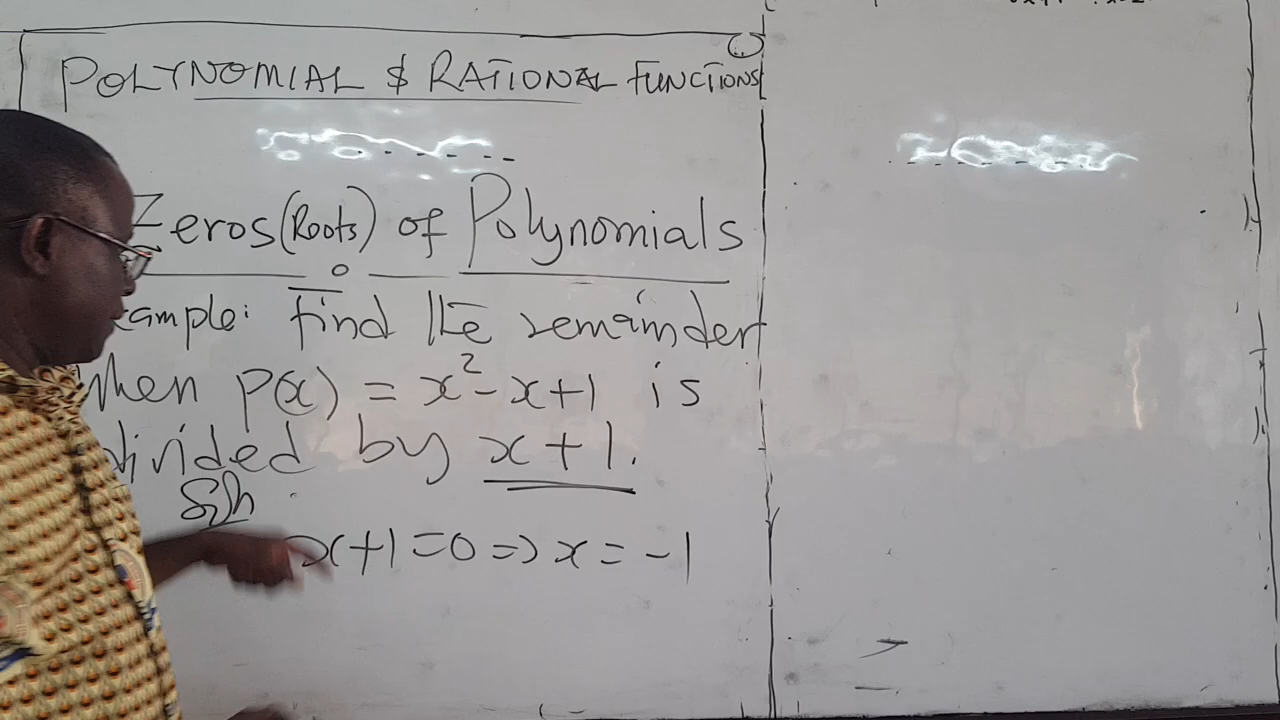 POLYNOMIAL & RATIONAL FUNCTIONS
Zeros (Roots) of Polynomials
xample: find the remainder
when P(x) = x² - x + 1 is
divided by x + 1.
Soln
x + 1 = 0 => x = -1